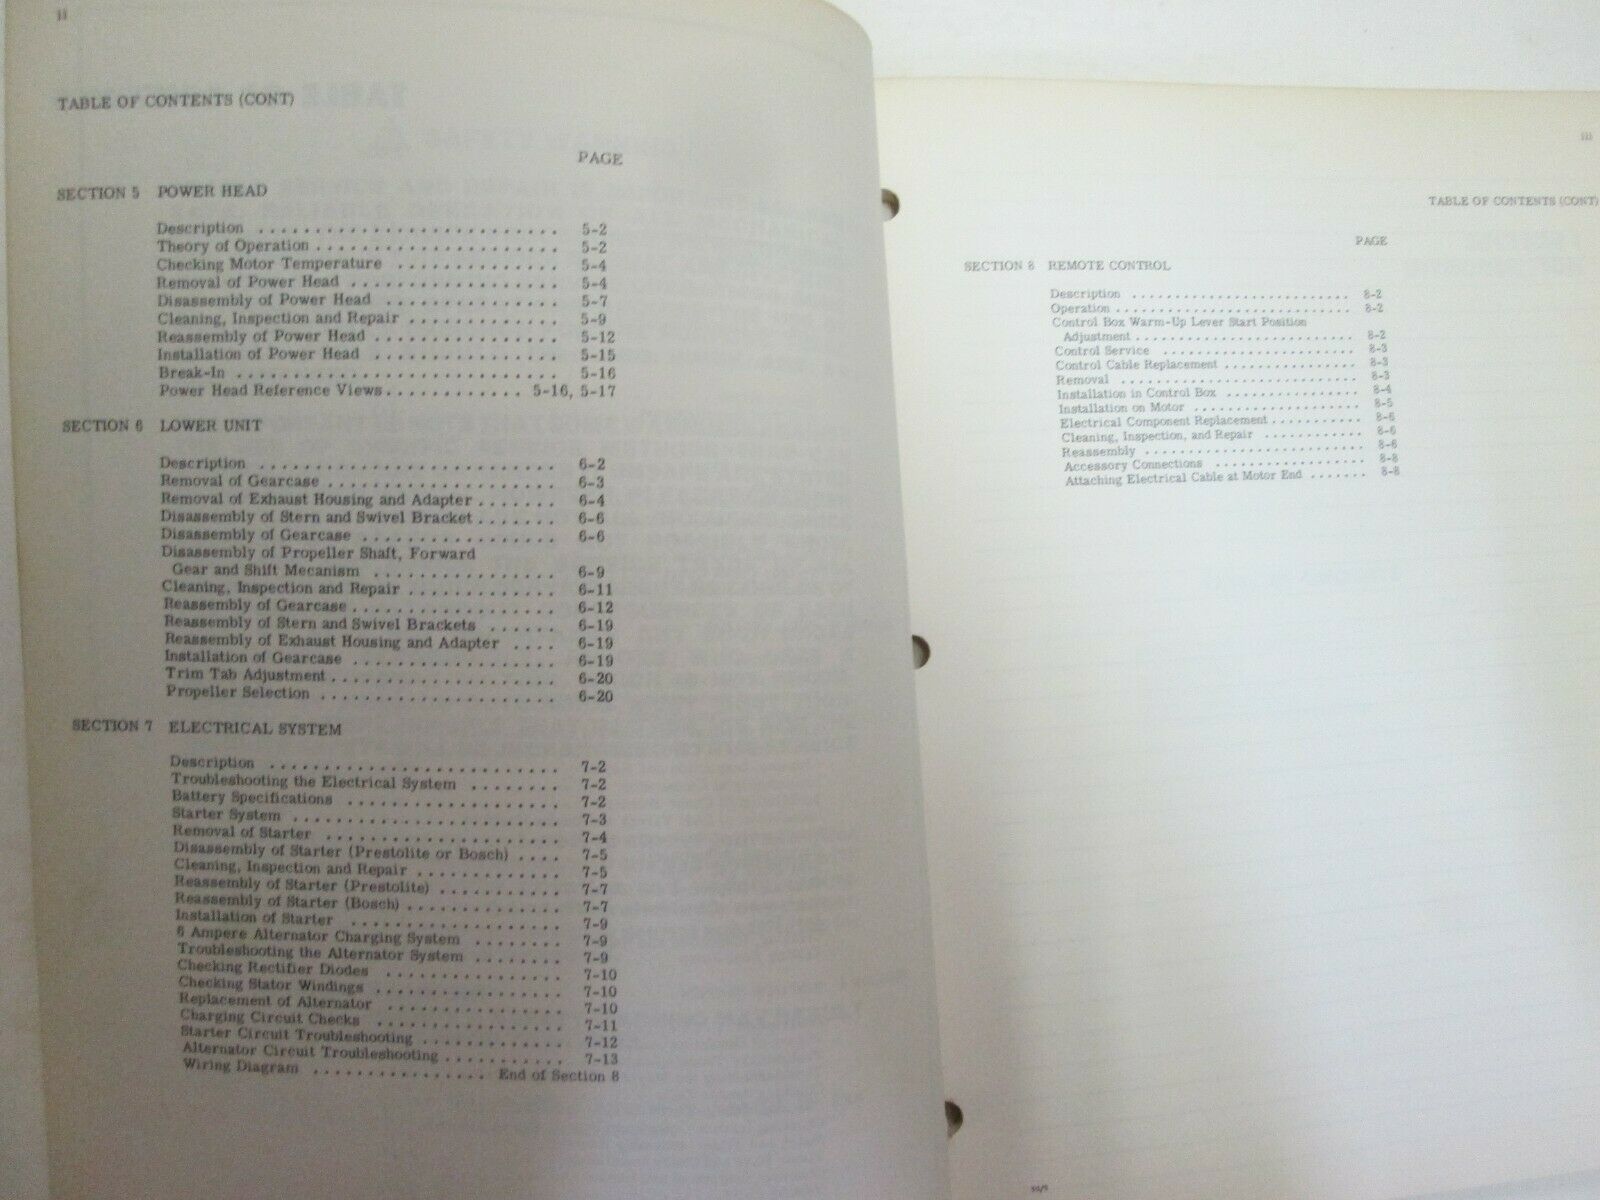 ii
TABLE OF CONTENTS (CONT)
PAGE
SECTION 5 POWER HEAD
Description . . . . . . . . . . . . . . . . . . . . . . . . . . . 5-2
Theory of Operation . . . . . . . . . . . . . . . . . . . . . . 5-2
Checking Motor Temperature . . . . . . . . . . . . . . . 5-4
Removal of Power Head . . . . . . . . . . . . . . . . . . . 5-4
Disassembly of Power Head . . . . . . . . . . . . . . . . 5-7
Cleaning, Inspection and Repair . . . . . . . . . . . . . . 5-9
Reassembly of Power Head . . . . . . . . . . . . . . . . . 5-12
Installation of Power Head . . . . . . . . . . . . . . . . . 5-15
Break-In . . . . . . . . . . . . . . . . . . . . . . . . . . . . . 5-16
Power Head Reference Views . . . . . . . . . . . . 5-16, 5-17
SECTION 6 LOWER UNIT
Description . . . . . . . . . . . . . . . . . . . . . . . . . . . 6-2
Removal of Gearcase . . . . . . . . . . . . . . . . . . . . . 6-3
Removal of Exhaust Housing and Adapter . . . . . . . 6-4
Disassembly of Stern and Swivel Bracket . . . . . . . 6-6
Disassembly of Gearcase . . . . . . . . . . . . . . . . . . 6-6
Disassembly of Propeller Shaft, Forward
Gear and Shift Mecanism . . . . . . . . . . . . . . . . . 6-9
Cleaning, Inspection and Repair . . . . . . . . . . . . . . 6-11
Reassembly of Gearcase . . . . . . . . . . . . . . . . . . . 6-12
Reassembly of Stern and Swivel Brackets . . . . . . 6-19
Reassembly of Exhaust Housing and Adapter . . . . 6-19
Installation of Gearcase . . . . . . . . . . . . . . . . . . . 6-19
Trim Tab Adjustment . . . . . . . . . . . . . . . . . . . . . 6-20
Propeller Selection . . . . . . . . . . . . . . . . . . . . . . 6-20
SECTION 7 ELECTRICAL SYSTEM
Description . . . . . . . . . . . . . . . . . . . . . . . . . . 7-2
Troubleshooting the Electrical System . . . . . . . . 7-2
Battery Specifications . . . . . . . . . . . . . . . . . . . 7-2
Starter System . . . . . . . . . . . . . . . . . . . . . . . . 7-3
Removal of Starter . . . . . . . . . . . . . . . . . . . . . 7-4
Disassembly of Starter (Prestolite or Bosch) . . . . 7-5
Cleaning, Inspection and Repair . . . . . . . . . . . . . 7-5
Reassembly of Starter (Prestolite) . . . . . . . . . . . 7-7
Reassembly of Starter (Bosch) . . . . . . . . . . . . . . 7-7
Installation of Starter . . . . . . . . . . . . . . . . . . . 7-9
6 Ampere Alternator Charging System . . . . . . . . 7-9
Troubleshooting the Alternator System . . . . . . . . 7-9
Checking Rectifier Diodes . . . . . . . . . . . . . . . . 7-10
Checking Stator Windings . . . . . . . . . . . . . . . . . 7-10
Replacement of Alternator . . . . . . . . . . . . . . . . 7-10
Charging Circuit Checks . . . . . . . . . . . . . . . . . 7-11
Starter Circuit Troubleshooting . . . . . . . . . . . . . 7-12
Alternator Circuit Troubleshooting . . . . . . . . . . . 7-13
Wiring Diagram . . . . . . . . . . . . . . . . End of Section 8
iii
TABLE OF CONTENTS (CONT)
PAGE
SECTION 8 REMOTE CONTROL
Description . . . . . . . . . . . . . . . . . . . . . . . . . . . 8-2
Operation . . . . . . . . . . . . . . . . . . . . . . . . . . . . . 8-2
Control Box Warm-Up Lever Start Position
Adjustment . . . . . . . . . . . . . . . . . . . . . . . . . . 8-2
Control Service . . . . . . . . . . . . . . . . . . . . . . . . 8-3
Control Cable Replacement . . . . . . . . . . . . . . . . 8-3
Removal . . . . . . . . . . . . . . . . . . . . . . . . . . . . . 8-3
Installation in Control Box . . . . . . . . . . . . . . . . 8-4
Installation on Motor . . . . . . . . . . . . . . . . . . . . 8-5
Electrical Component Replacement . . . . . . . . . . . 8-6
Cleaning, Inspection, and Repair . . . . . . . . . . . . 8-6
Reassembly . . . . . . . . . . . . . . . . . . . . . . . . . . . 8-6
Accessory Connections . . . . . . . . . . . . . . . . . . 8-8
Attaching Electrical Cable at Motor End . . . . . . . 8-8